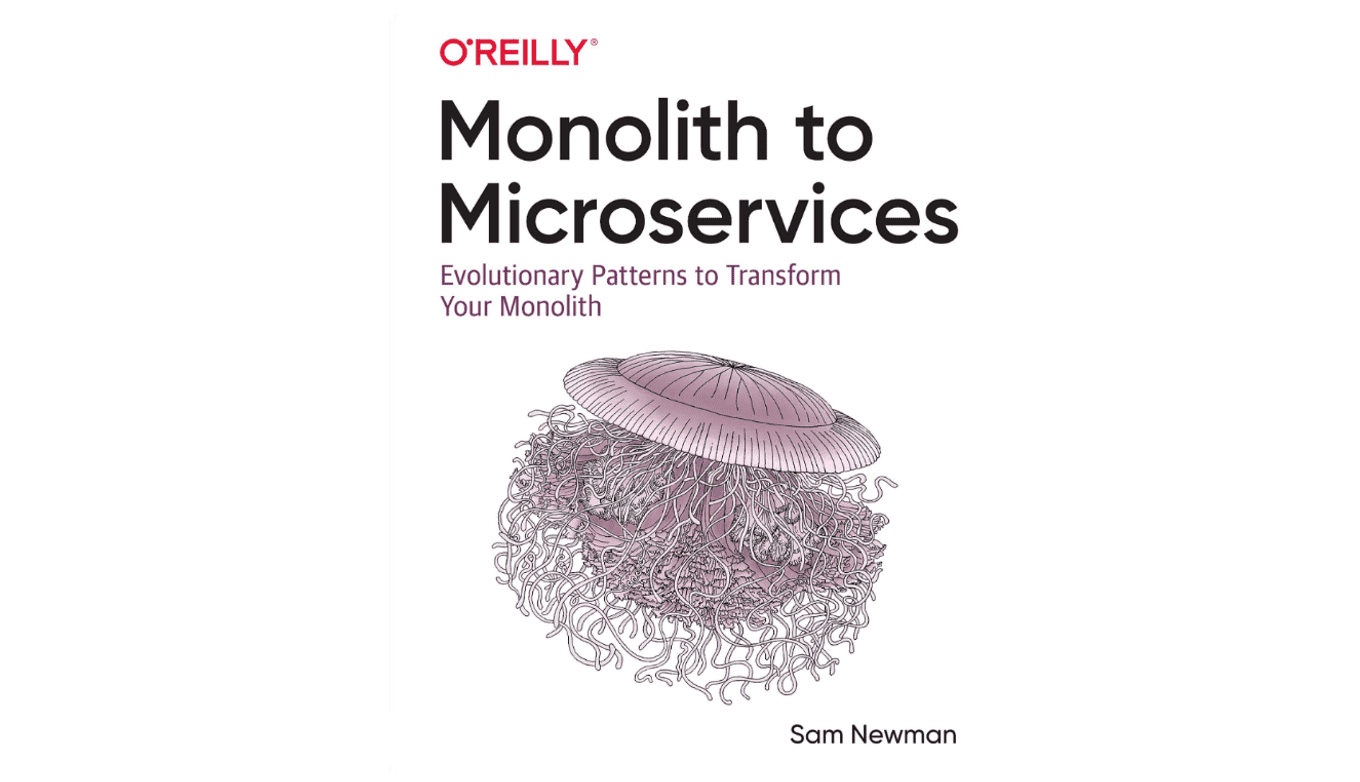 O'REILLY®
Monolith to
Microservices
Evolutionary Patterns to Transform
Your Monolith
Sam Newman